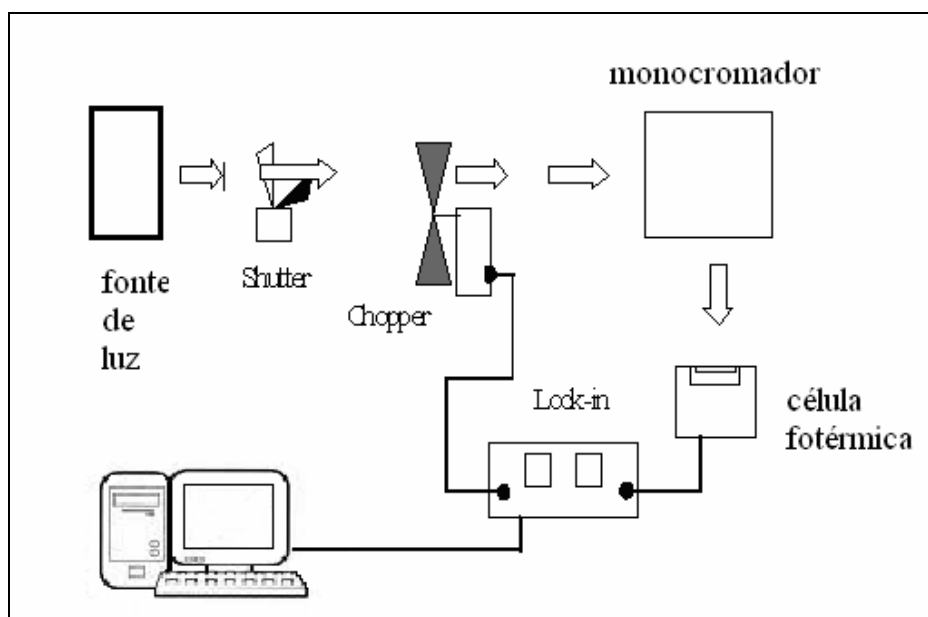 monocromador
fonte
de
luz
Shutter
Chopper
Lock-in
célula
fotérmica